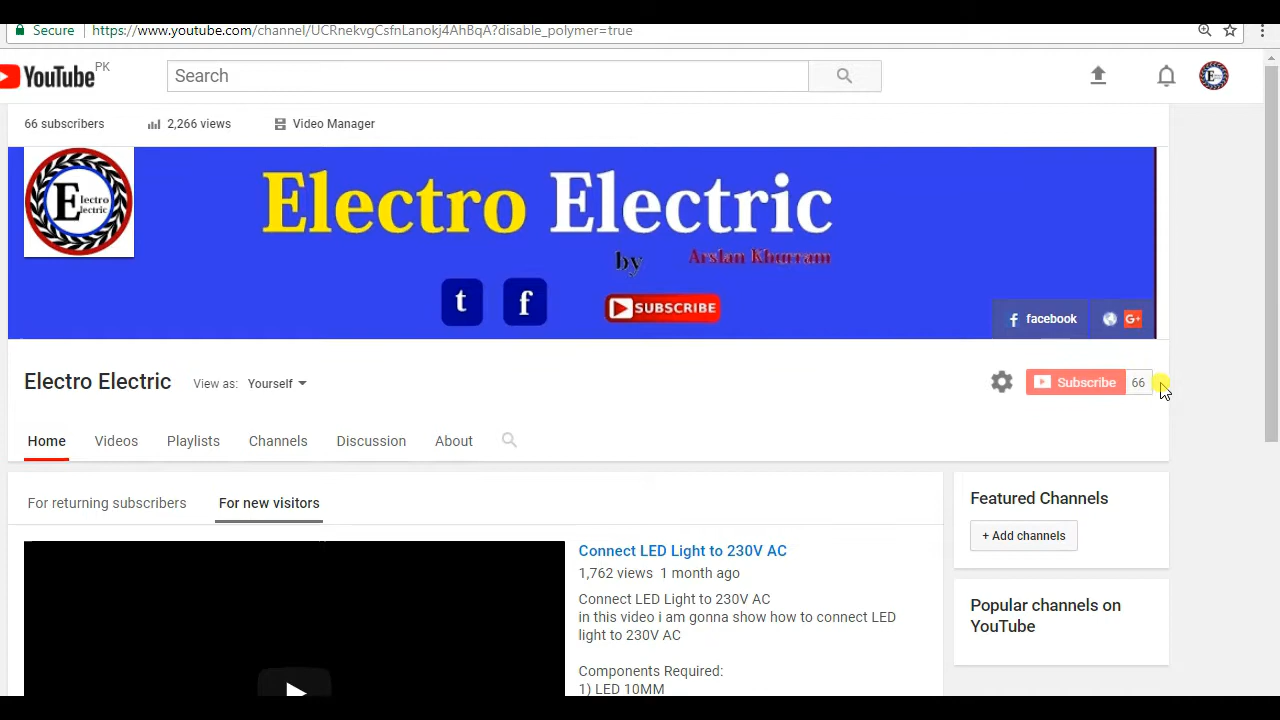 Secure https://www.youtube.com/channel/UCRnekvgCsfnLanokj4AhBqA?disable_polymer=true
YouTube PK
Search
66 subscribers 2,266 views Video Manager
Electro
lectric
Electro Electric
by Arslan Khurram
t f SUBSCRIBE
facebook G+
Electro Electric View as: Yourself Subscribe 66
Home Videos Playlists Channels Discussion About
For returning subscribers For new visitors
Featured Channels
+ Add channels
Popular channels on
YouTube
Connect LED Light to 230V AC
1,762 views 1 month ago
Connect LED Light to 230V AC
in this video i am gonna show how to connect LED
light to 230V AC
Components Required:
1) LED 10MM